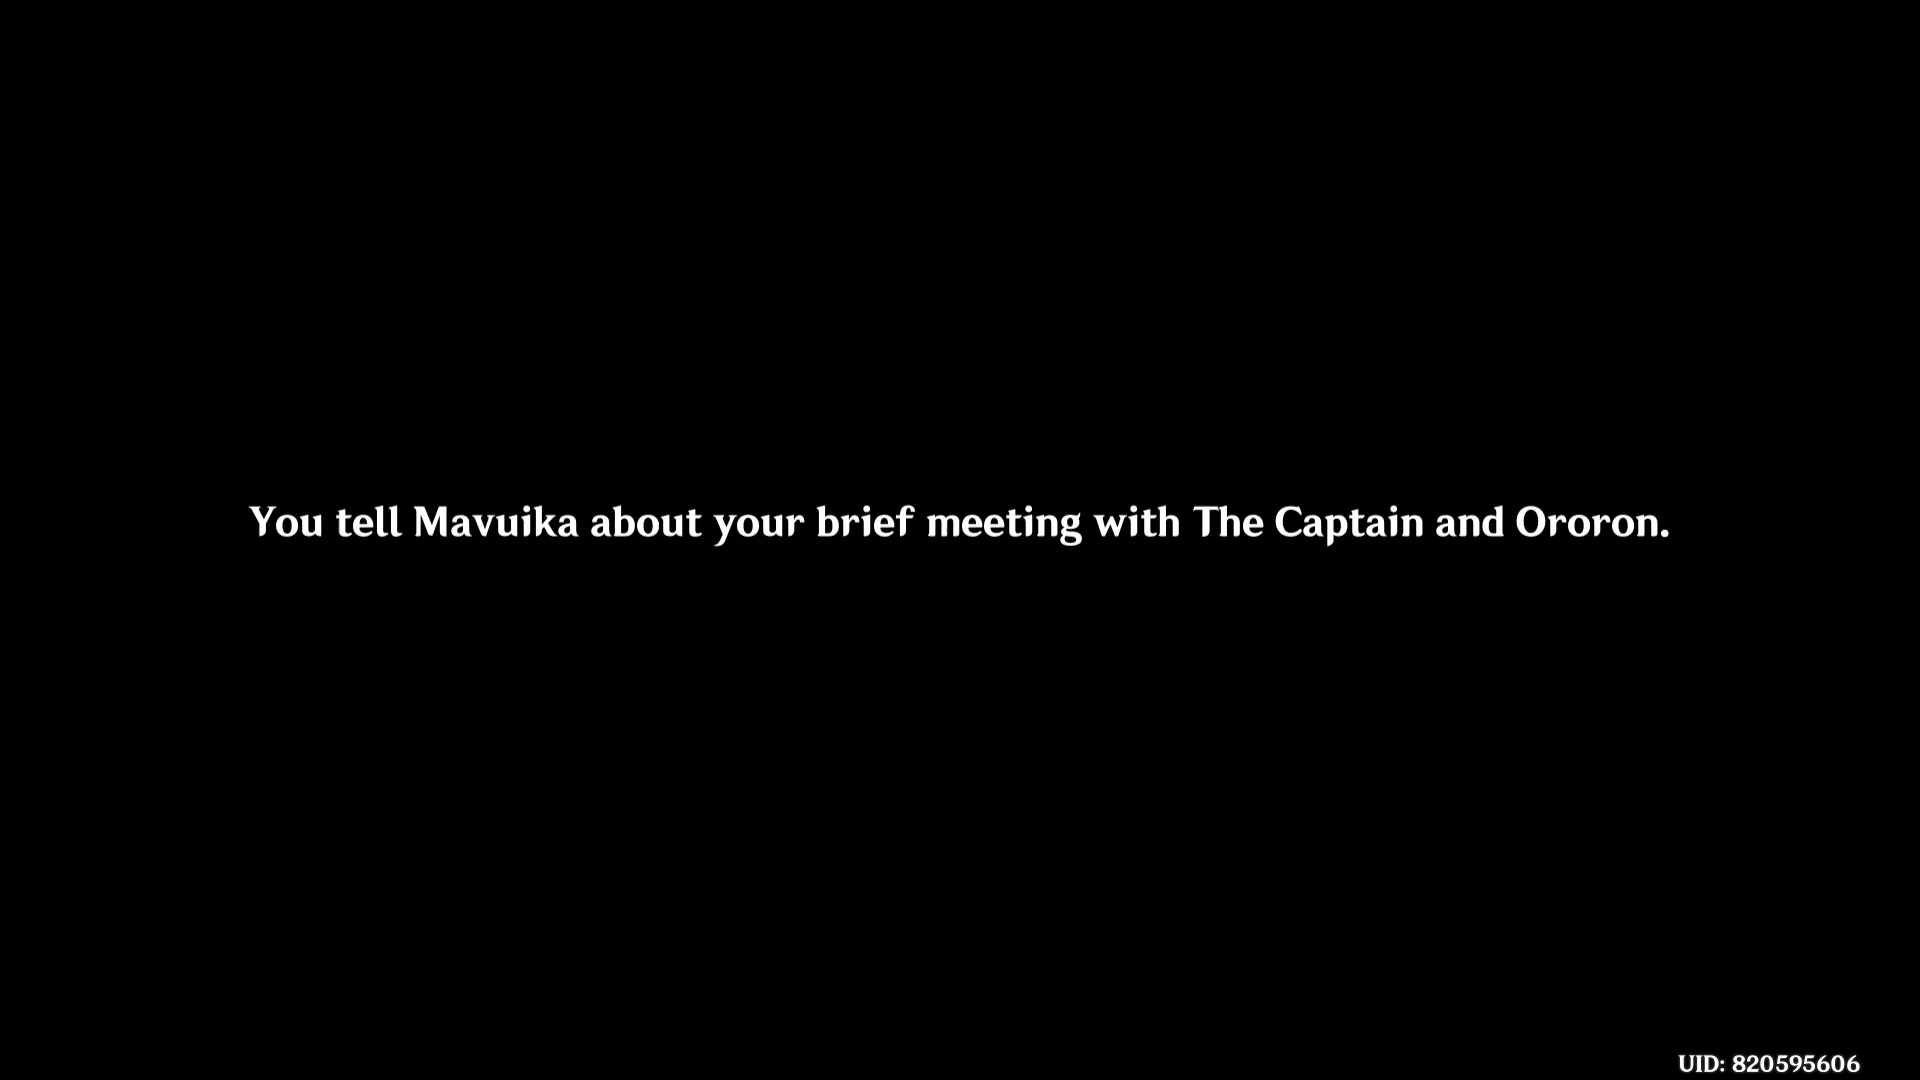 You tell Mavuika about your brief meeting with The Captain and Ororon.
UID: 820595606